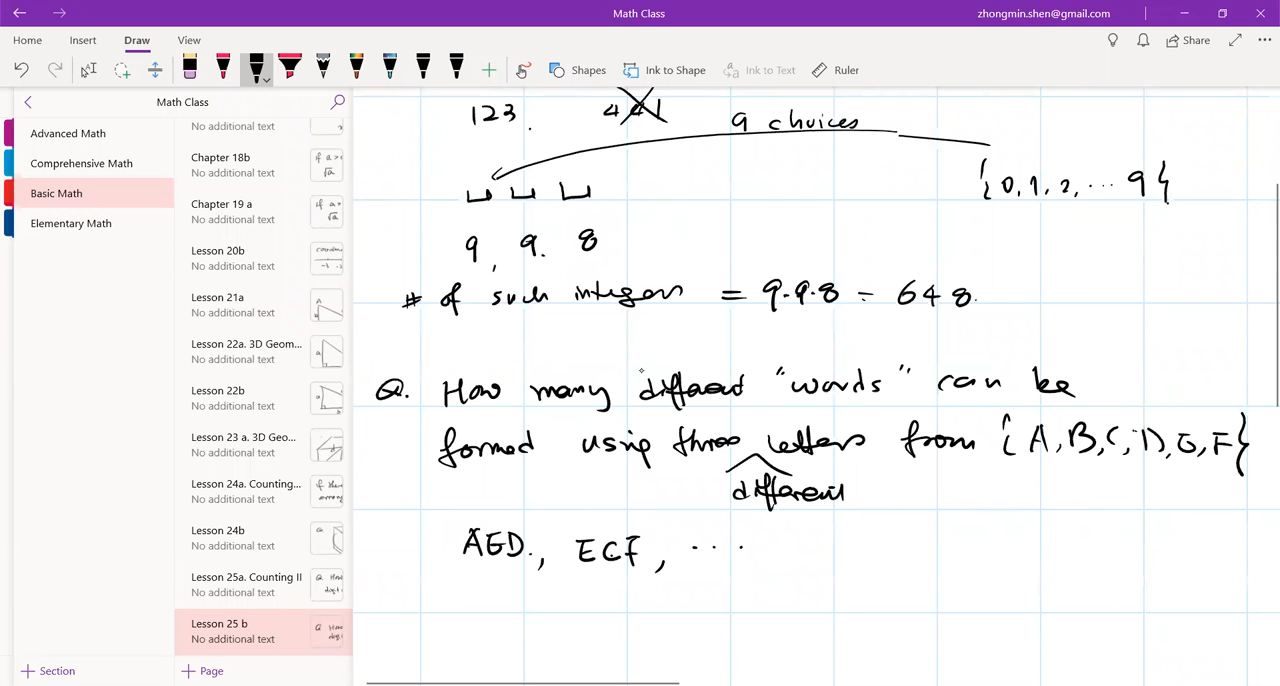 Math Class
zhongmin.shen@gmail.com
Home Insert Draw View
Share
Shapes Ink to Shape Ink to Text Ruler
Math Class
Advanced Math
Comprehensive Math
Basic Math
Elementary Math
No additional text
Chapter 18b
No additional text
Chapter 19 a
No additional text
Lesson 20b
No additional text
Lesson 21a
No additional text
Lesson 22a. 3D Geom...
No additional text
Lesson 22b
No additional text
Lesson 23 a. 3D Geo...
No additional text
Lesson 24a. Counting...
No additional text
Lesson 24b
No additional text
Lesson 25a. Counting II
No additional text
Lesson 25 b
No additional text
Section
Page
123. 441
9 choices
{0, 1, 2, ... 9}
9, 9. 8
# of such integers = 9.9.8 = 648.
Q. How many different "words" can be
formed using three letters from {A, B, C, D, E, F}
different
AED., ECF, ...